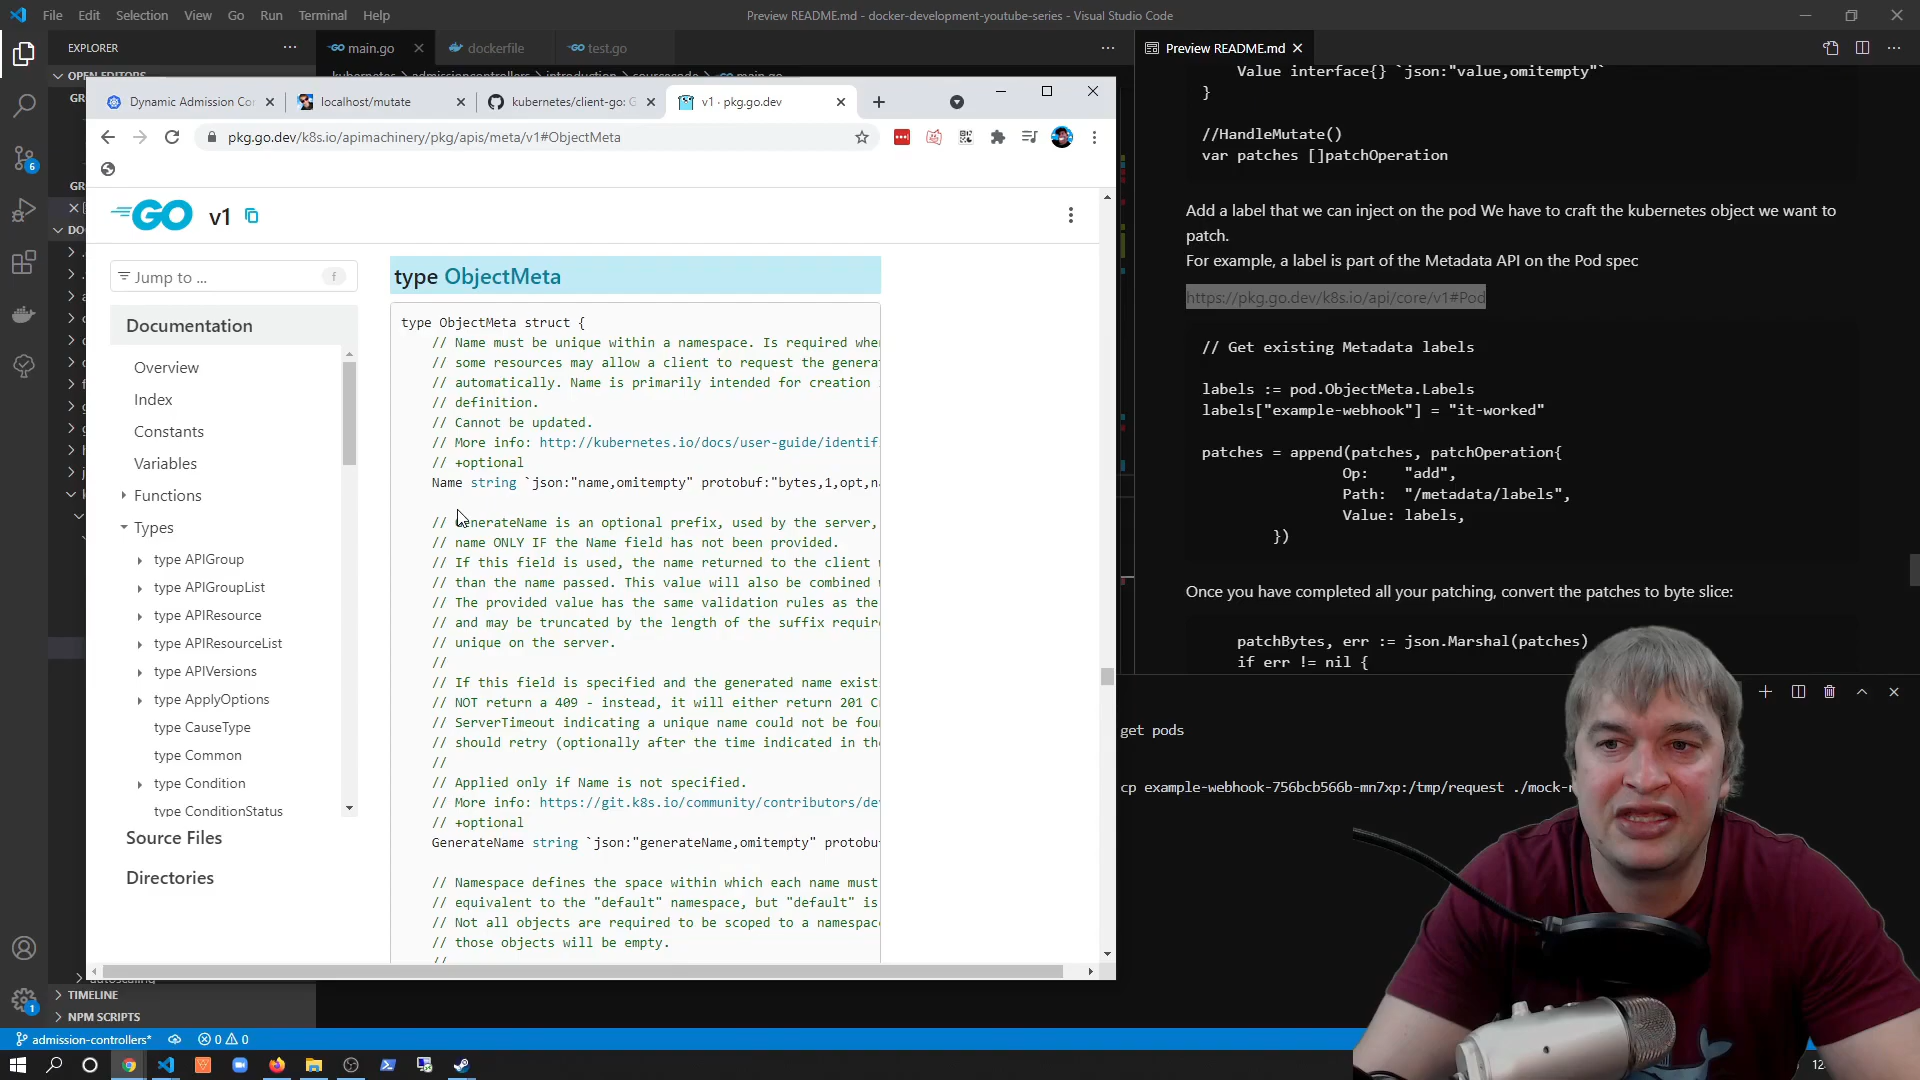 File Edit Selection View Go Run Terminal Help
Preview README.md - docker-development-youtube-series - Visual Studio Code
EXPLORER
main.go
dockerfile
test.go
Preview README.md
OPEN EDITORS
Dynamic Admission Co
localhost/mutate
kubernetes/client-go: G
v1 · pkg.go.dev
pkg.go.dev/k8s.io/apimachinery/pkg/apis/meta/v1#ObjectMeta
GO v1
Jump to ...
f
Documentation
Overview
Index
Constants
Variables
Functions
Types
type APIGroup
type APIGroupList
type APIResource
type APIResourceList
type APIVersions
type ApplyOptions
type CauseType
type Common
type Condition
type ConditionStatus
Source Files
Directories
type ObjectMeta
type ObjectMeta struct {
// Name must be unique within a namespace. Is required whe
// some resources may allow a client to request the genera
// automatically. Name is primarily intended for creation
// definition.
// Cannot be updated.
// More info: http://kubernetes.io/docs/user-guide/identif
// +optional
Name string `json:"name,omitempty" protobuf:"bytes,1,opt,n
// GenerateName is an optional prefix, used by the server,
// name ONLY IF the Name field has not been provided.
// If this field is used, the name returned to the client
// than the name passed. This value will also be combined
// The provided value has the same validation rules as the
// and may be truncated by the length of the suffix requir
// unique on the server.
//
// If this field is specified and the generated name exist
// NOT return a 409 - instead, it will either return 201 C
// ServerTimeout indicating a unique name could not be fou
// should retry (optionally after the time indicated in th
//
// Applied only if Name is not specified.
// More info: https://git.k8s.io/community/contributors/de
// +optional
GenerateName string `json:"generateName,omitempty" protobu
// Namespace defines the space within which each name must
// equivalent to the "default" namespace, but "default" is
// Not all objects are required to be scoped to a namespac
// those objects will be empty.
//
Value interface{} `json:"value,omitempty"`
}
//HandleMutate()
var patches []patchOperation
Add a label that we can inject on the pod We have to craft the kubernetes object we want to
patch.
For example, a label is part of the Metadata API on the Pod spec
https://pkg.go.dev/k8s.io/api/core/v1#Pod
// Get existing Metadata labels
labels := pod.ObjectMeta.Labels
labels["example-webhook"] = "it-worked"
patches = append(patches, patchOperation{
Op: "add",
Path: "/metadata/labels",
Value: labels,
})
Once you have completed all your patching, convert the patches to byte slice:
patchBytes, err := json.Marshal(patches)
if err != nil {
get pods
cp example-webhook-756bcb566b-mn7xp:/tmp/request ./mock-r
TIMELINE
NPM SCRIPTS
admission-controllers* 0 0